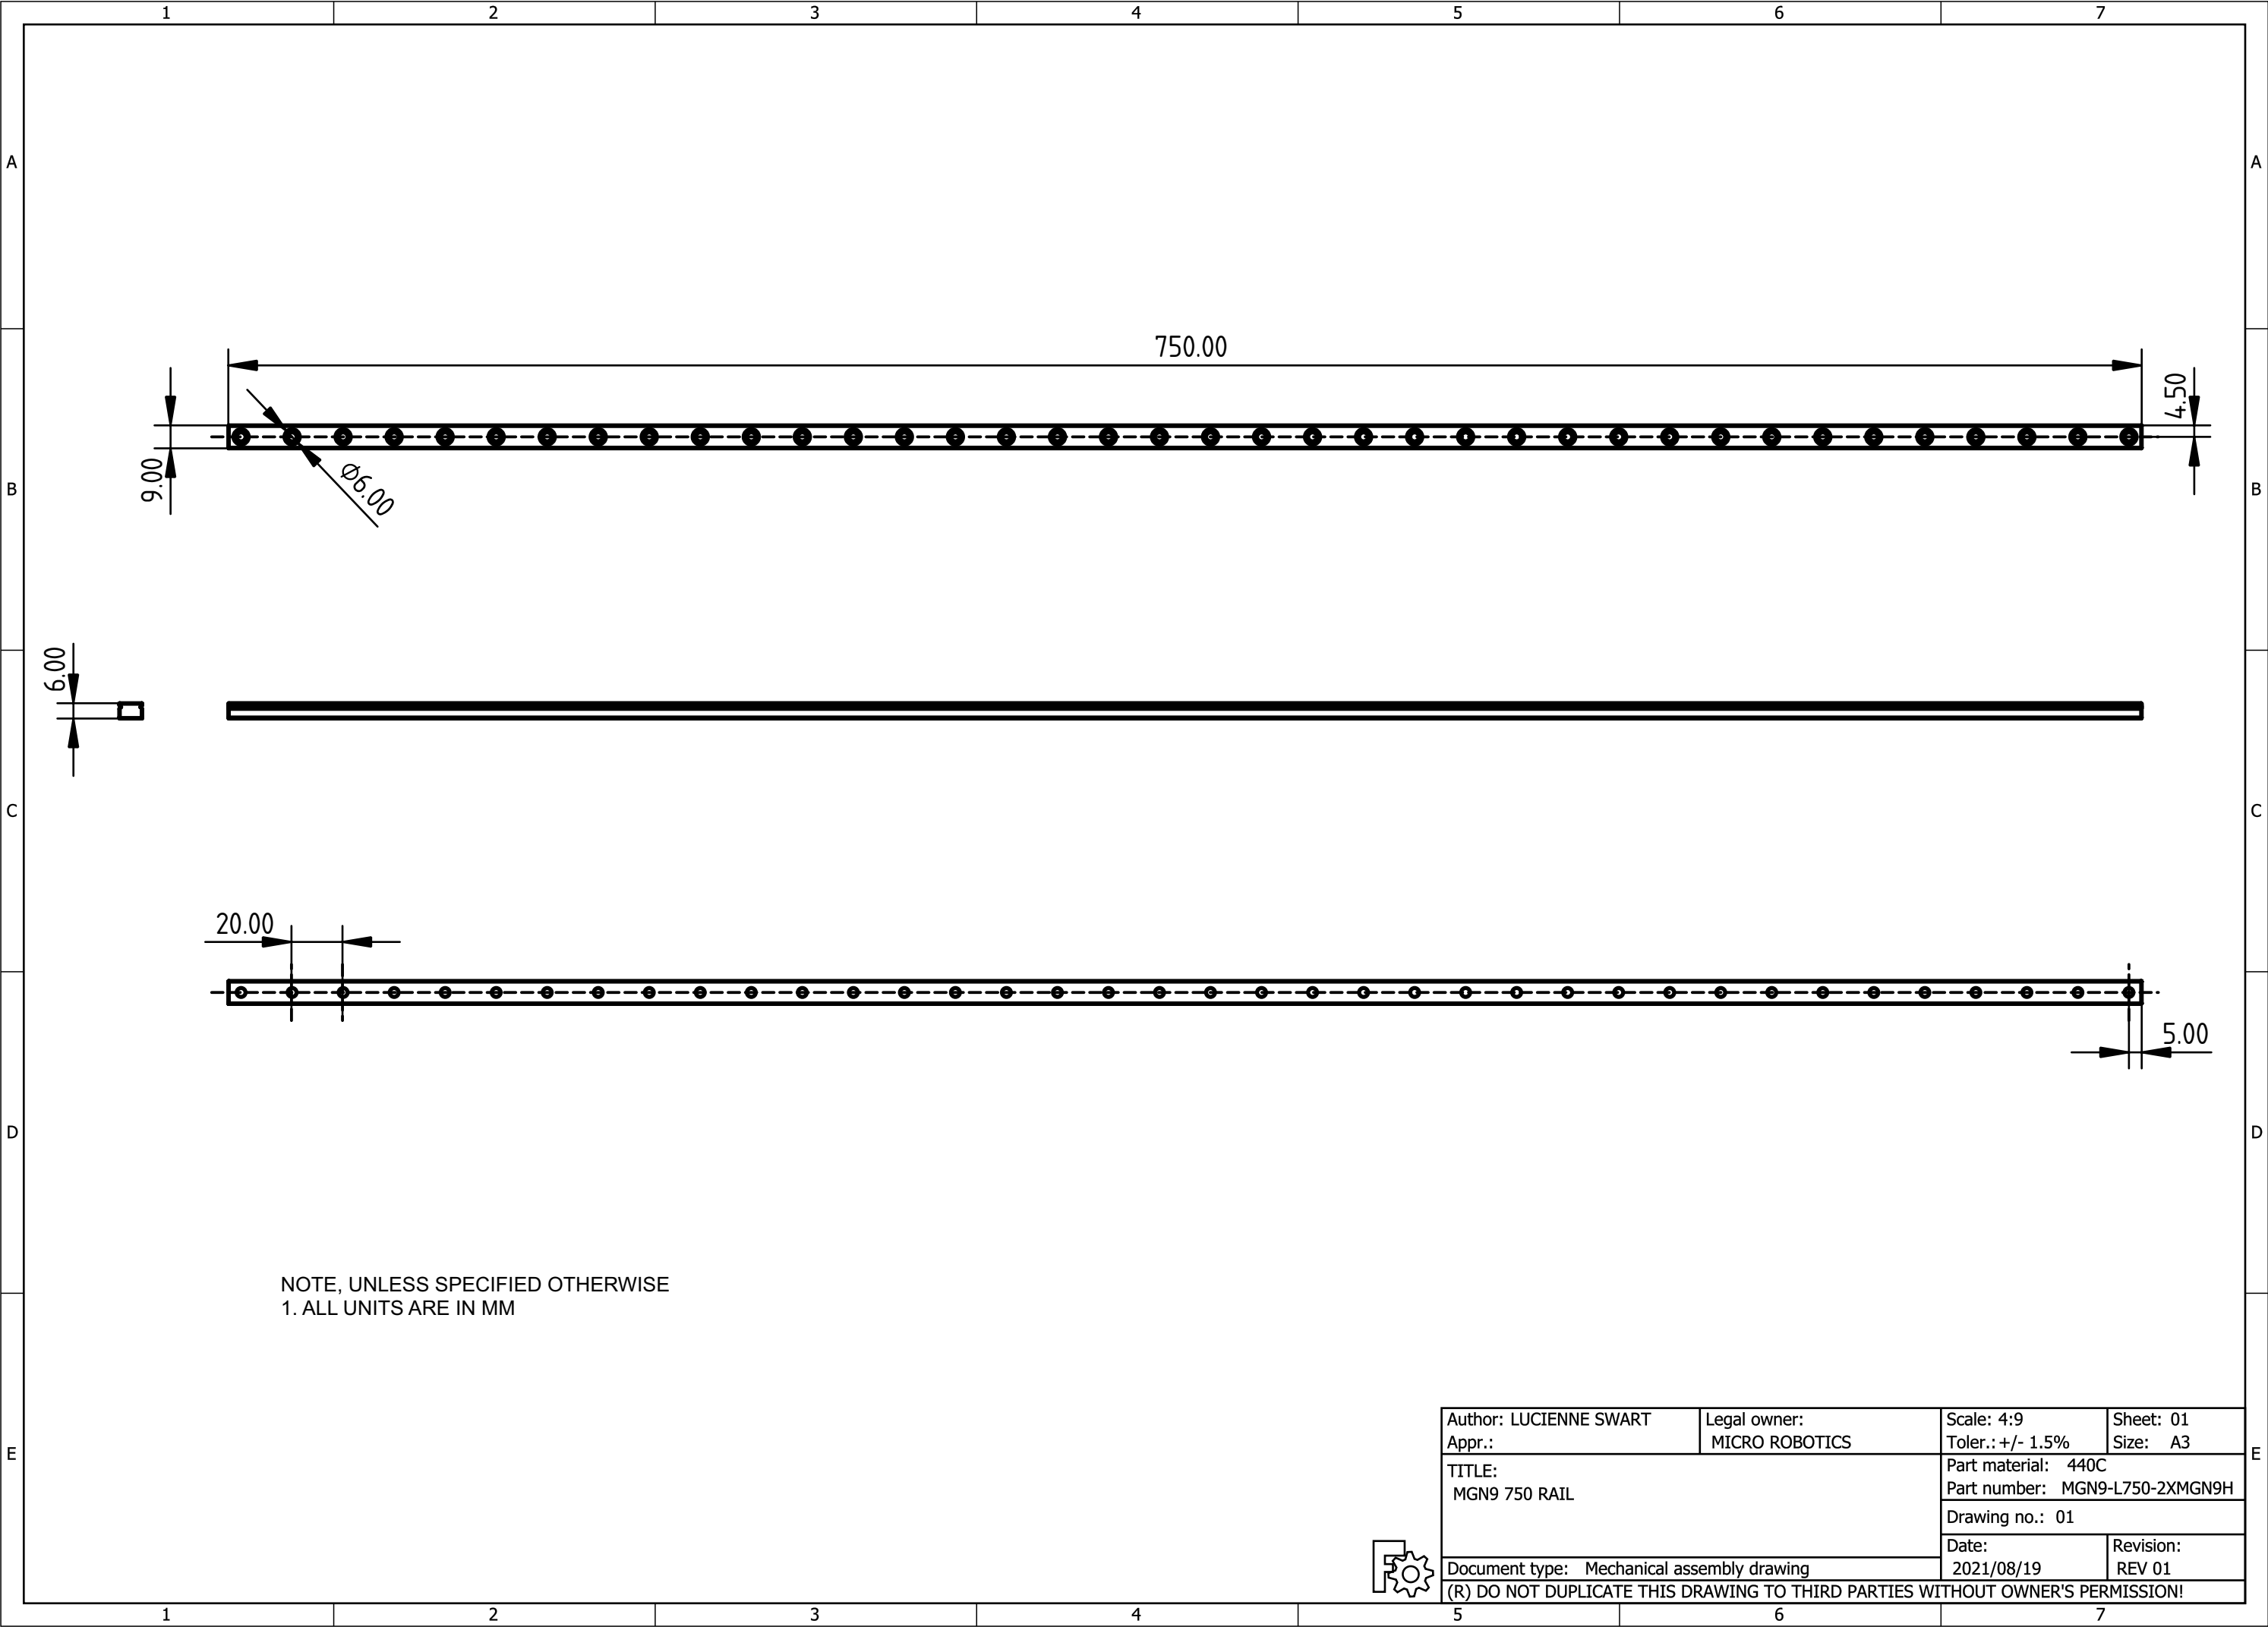 1 2 3 4 5 6 7
A A
750.00
4.50
9.00
Ø6.00
B B
6.00
C C
20.00
5.00
D D
NOTE, UNLESS SPECIFIED OTHERWISE
1. ALL UNITS ARE IN MM
Author: LUCIENNE SWART Legal owner: Scale: 4:9 Sheet: 01
Appr.: MICRO ROBOTICS Toler.: +/- 1.5% Size: A3
E E
TITLE: Part material: 440C
MGN9 750 RAIL Part number: MGN9-L750-2XMGN9H
Drawing no.: 01
Date: Revision:
Document type: Mechanical assembly drawing 2021/08/19 REV 01
(R) DO NOT DUPLICATE THIS DRAWING TO THIRD PARTIES WITHOUT OWNER'S PERMISSION!
1 2 3 4 5 6 7